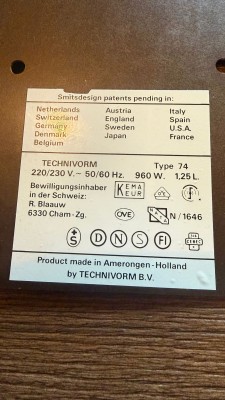 Smitsdesign patents pending in:
Netherlands Austria Italy
Switzerland England Spain
Germany Sweden U.S.A.
Denmark Japan France
Belgium
TECHNIVORM Type 74
220/230 V.~ 50/60 Hz. 960 W. 1,25 L.
Bewilligungsinhaber
in der Schweiz:
R. Blaauw
6330 Cham-Zg.
KEMA
KEUR
OVE
N/1646
S D N S FI
Product made in Amerongen-Holland
by TECHNIVORM B.V.